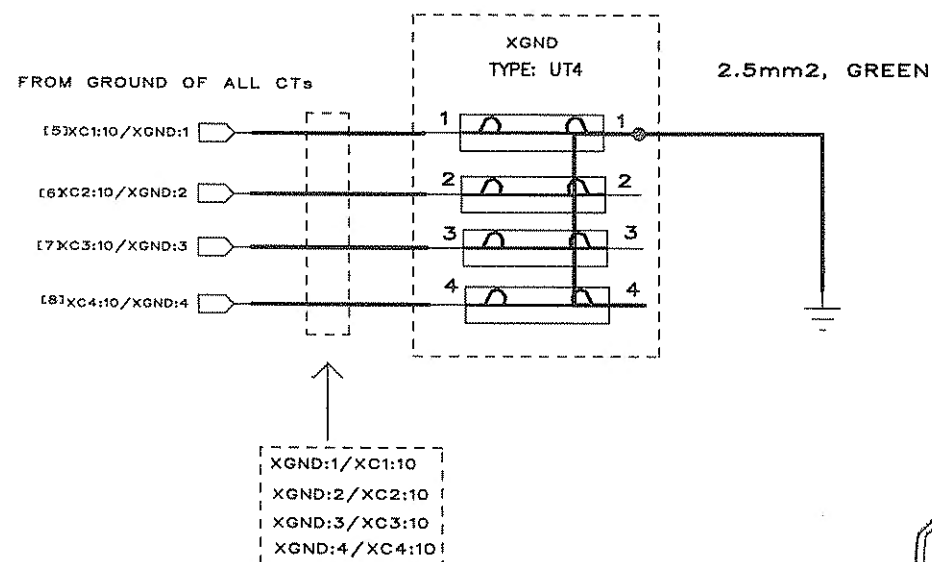 XGND
TYPE: UT4
2.5mm2, GREEN
FROM GROUND OF ALL CTs
[5]XC1:10/XGND:1
1
1
[6XC2:10/XGND:2
2
2
[7XC3:10/XGND:3
3
3
[8]XC4:10/XGND:4
4
4
XGND:1/XC1:10
XGND:2/XC2:10
XGND:3/XC3:10
XGND:4/XC4:10